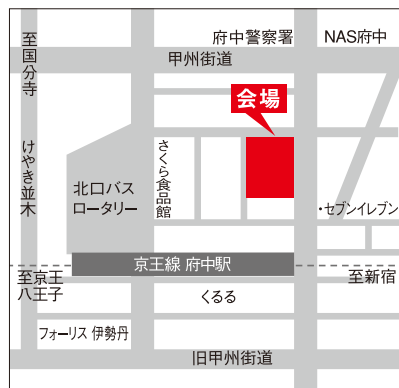 府中警察署
NAS府中
至国分寺
甲州街道
会場
けやき並木
さくら食品館
北口バス
ロータリー
・セブンイレブン
京王線 府中駅
至京王
八王子
至新宿
くるる
フォーリス 伊勢丹
旧甲州街道